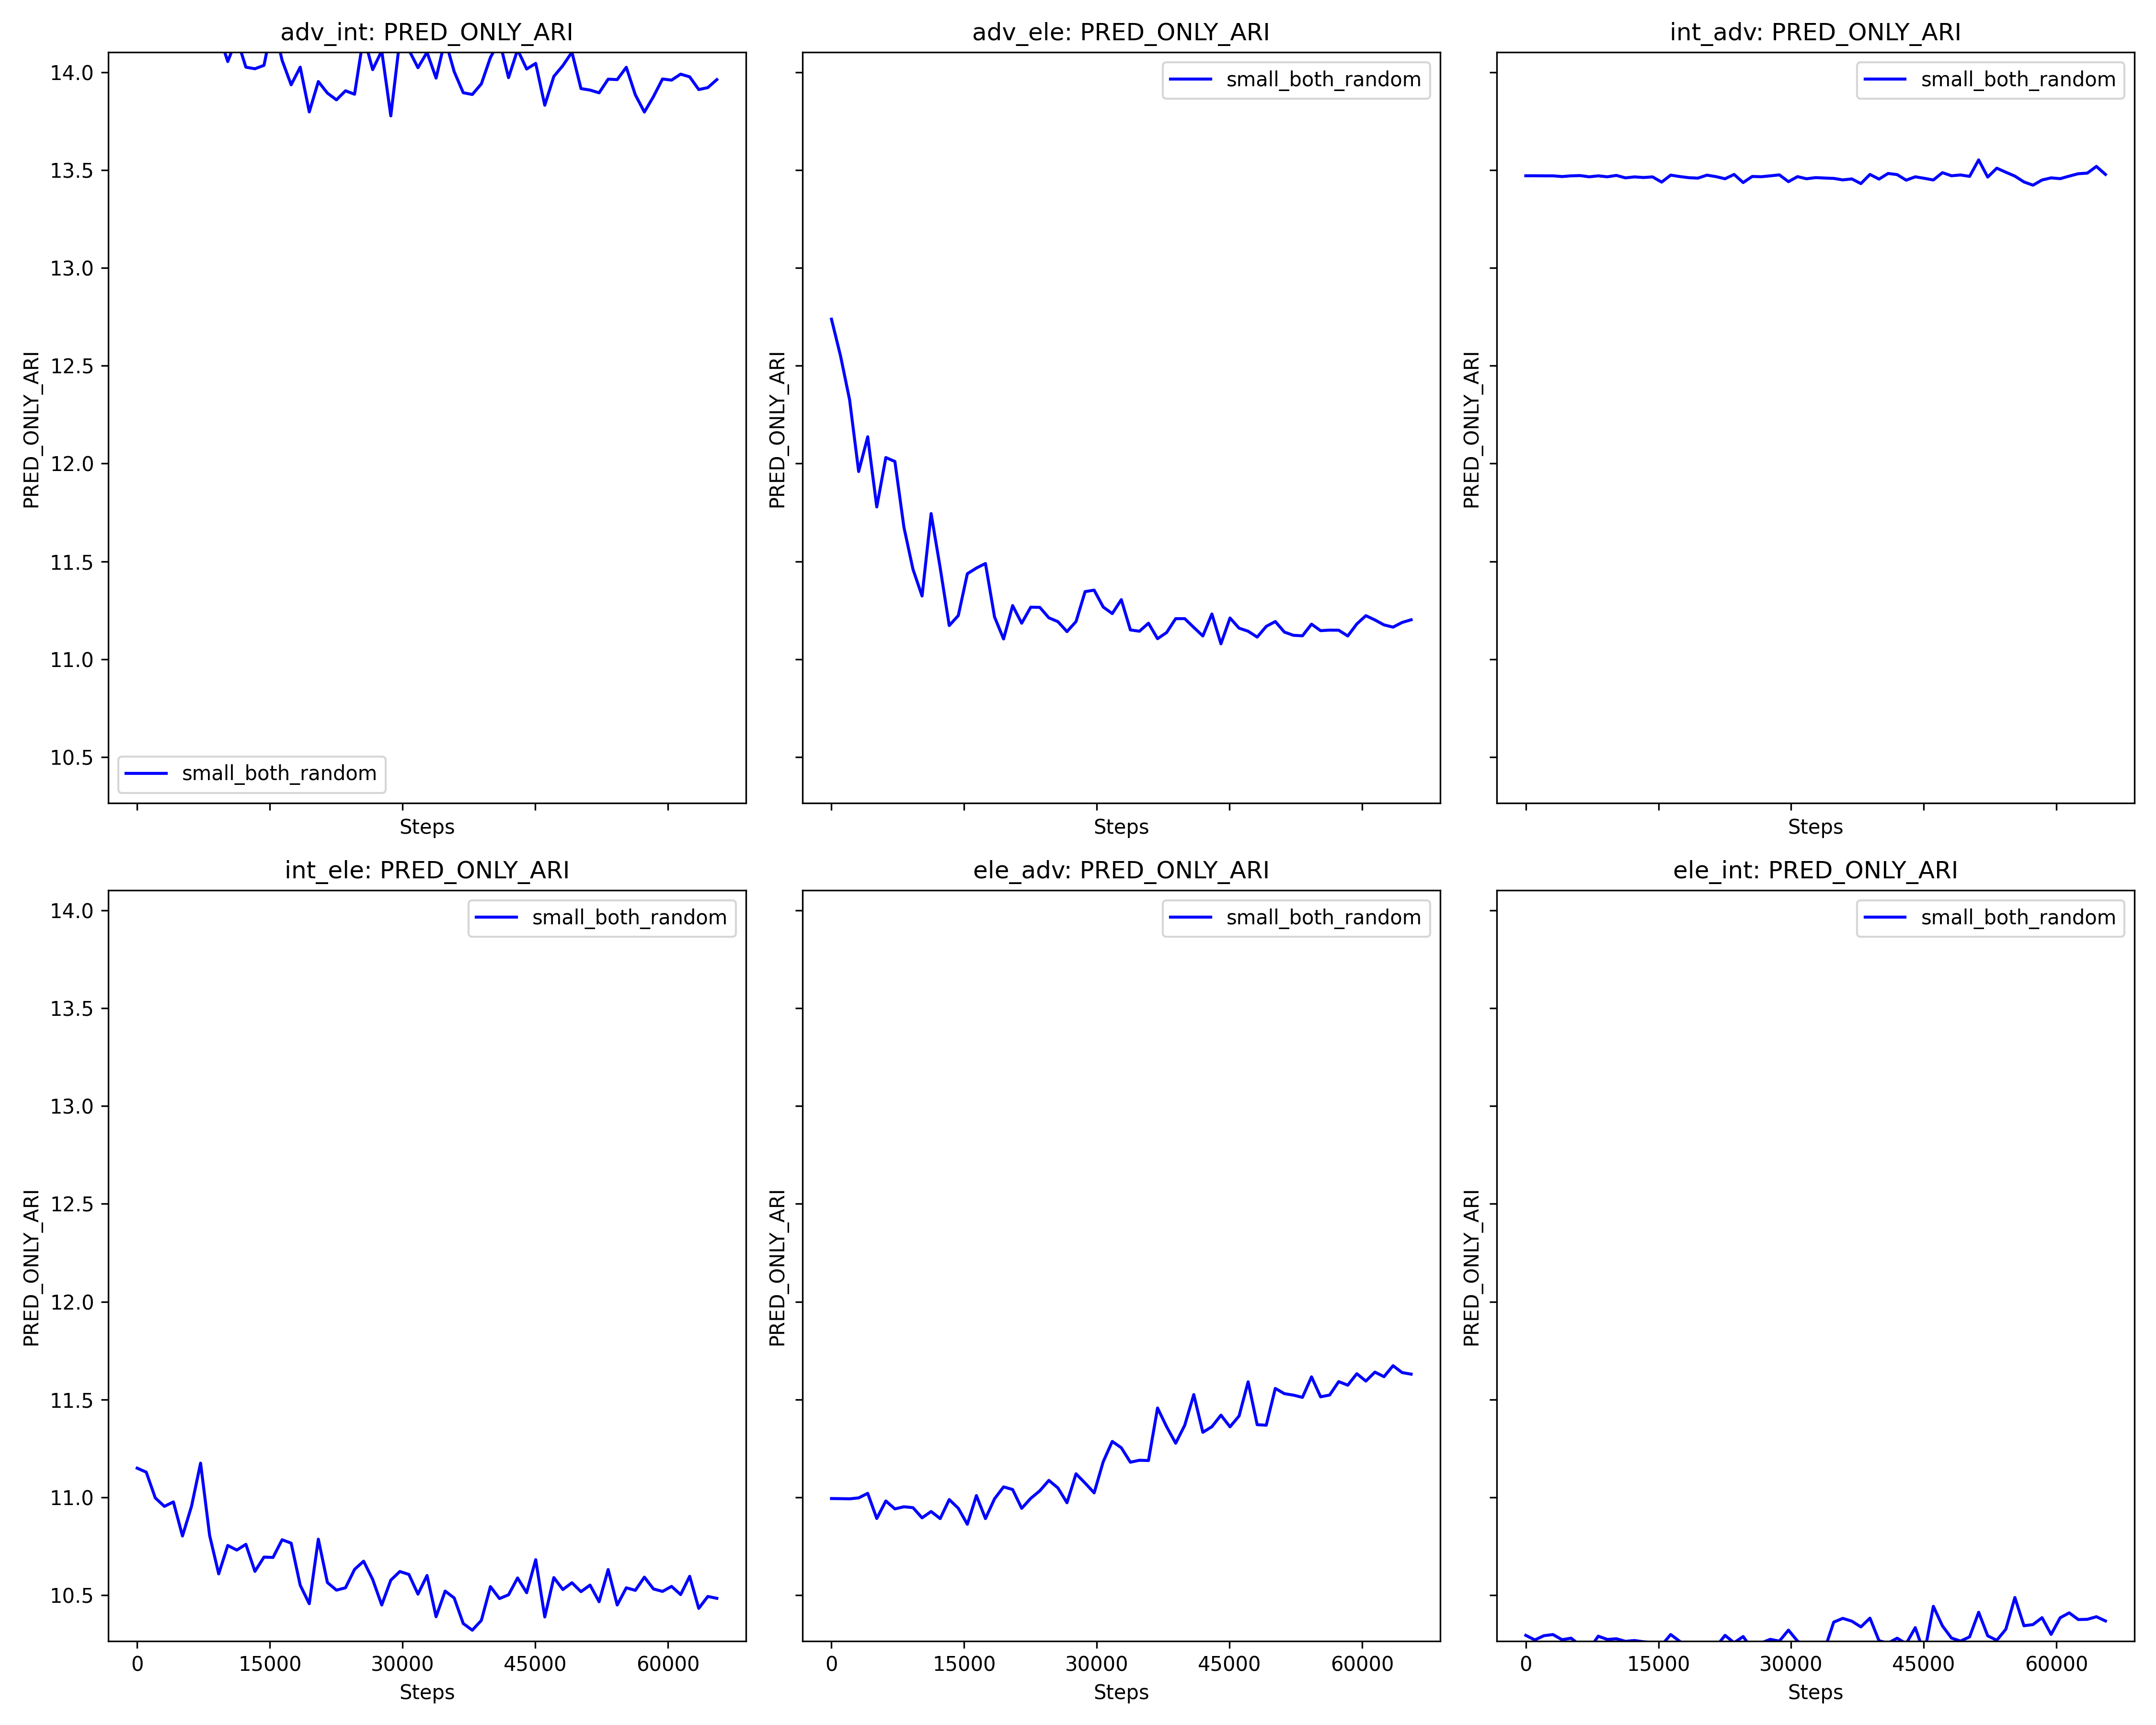 adv_int: PRED_ONLY_ARI
adv_ele: PRED_ONLY_ARI
int_adv: PRED_ONLY_ARI
14.0
13.5
13.0
12.5
12.0
11.5
11.0
10.5
PRED_ONLY_ARI
PRED_ONLY_ARI
PRED_ONLY_ARI
small_both_random
small_both_random
small_both_random
Steps
Steps
Steps
int_ele: PRED_ONLY_ARI
ele_adv: PRED_ONLY_ARI
ele_int: PRED_ONLY_ARI
14.0
13.5
13.0
12.5
12.0
11.5
11.0
10.5
PRED_ONLY_ARI
PRED_ONLY_ARI
PRED_ONLY_ARI
small_both_random
small_both_random
small_both_random
0 15000 30000 45000 60000
0 15000 30000 45000 60000
0 15000 30000 45000 60000
Steps
Steps
Steps